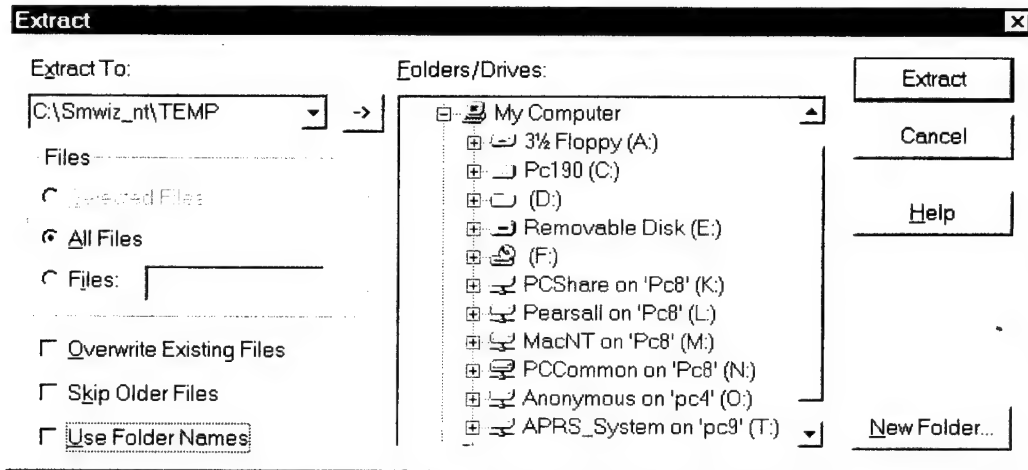 Extract
Extract To:
C:\Smwiz_nt\TEMP
->
Files
Selected Files
All Files
Files:
Overwrite Existing Files
Skip Older Files
Use Folder Names
Folders/Drives:
My Computer
3½ Floppy (A:)
Pc190 (C:)
(D:)
Removable Disk (E:)
(F:)
PCShare on 'Pc8' (K:)
Pearsall on 'Pc8' (L:)
MacNT on 'Pc8' (M:)
PCCommon on 'Pc8' (N:)
Anonymous on 'pc4' (O:)
APRS_System on 'pc9' (T:)
Extract
Cancel
Help
New Folder...